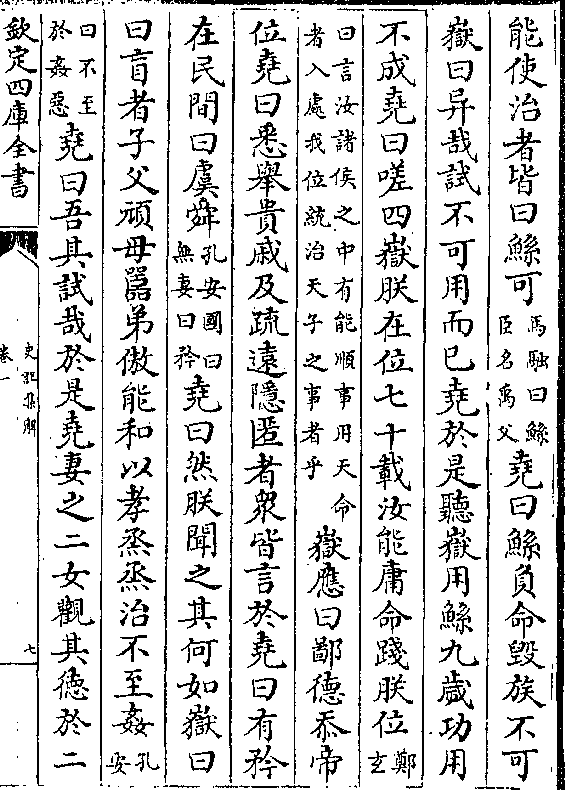 能使治者皆曰鯀可馬融曰鯀臣名禹父堯曰鯀負命毀族不可
嶽曰异哉試不可用而已堯於是聽嶽用鯀九歲功用
不成堯曰嗟四嶽朕在位七十載汝能庸命踐朕位鄭玄
曰言汝諸侯之中有能順事用天命者入處我位統治天子之事者乎嶽應曰鄙德忝帝
位堯曰悉舉貴戚及疏遠隱匿者衆皆言於堯曰有矜
在民間曰虞舜孔安國曰無妻曰矜堯曰然朕聞之其何如嶽曰
盲者子父頑母嚚弟傲能和以孝烝烝治不至姦孔安
曰不至於姦惡堯曰吾其試哉於是堯妻之二女觀其德於二
欽定四庫全書
史記集解
卷一
七